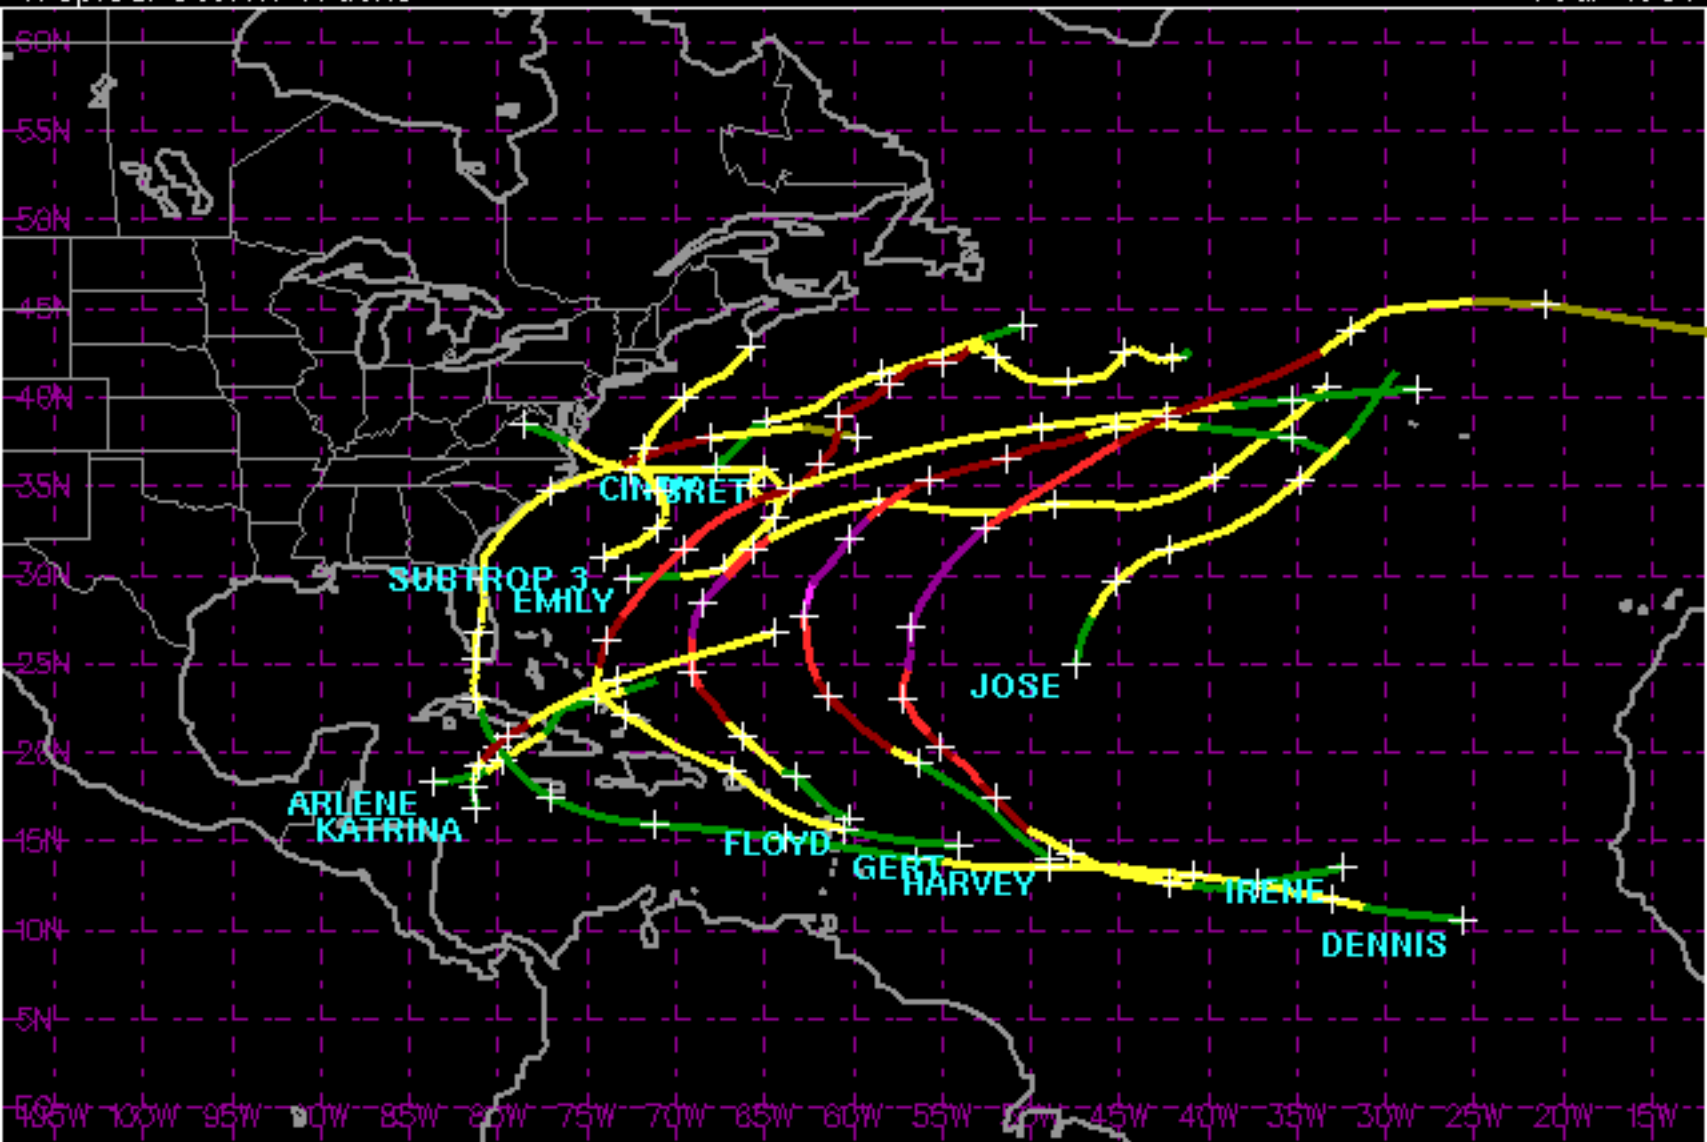 60N
55N
50N
45N
40N
35N
CINDY BRET
30N
SUBTROP 3
EMILY
25N
JOSE
20N
ARLENE
KATRINA
15N
FLOYD
GERT
HARVEY
IRENE
10N
DENNIS
5N
105W 100W 95W 90W 85W 80W 75W 70W 65W 60W 55W 50W 45W 40W 35W 30W 25W 20W 15W